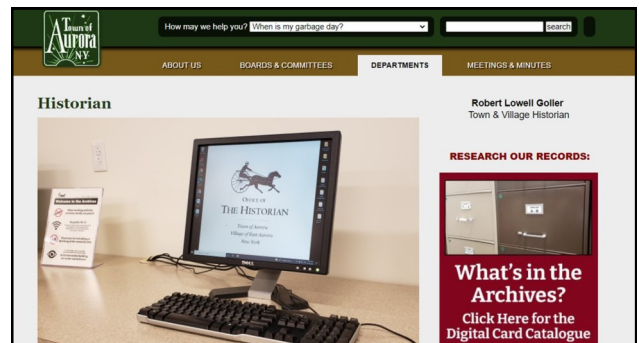 Town of
Aurora
NY
How may we help you? When is my garbage day?
search
ABOUT US
BOARDS & COMMITTEES
DEPARTMENTS
MEETINGS & MINUTES
Historian
Robert Lowell Goller
Town & Village Historian
RESEARCH OUR RECORDS:
Welcome to the Archives
OFFICE OF
THE HISTORIAN
Town of Aurora
Village of East Aurora
New York
DELL
What's in the
Archives?
Click Here for the
Digital Card Catalogue